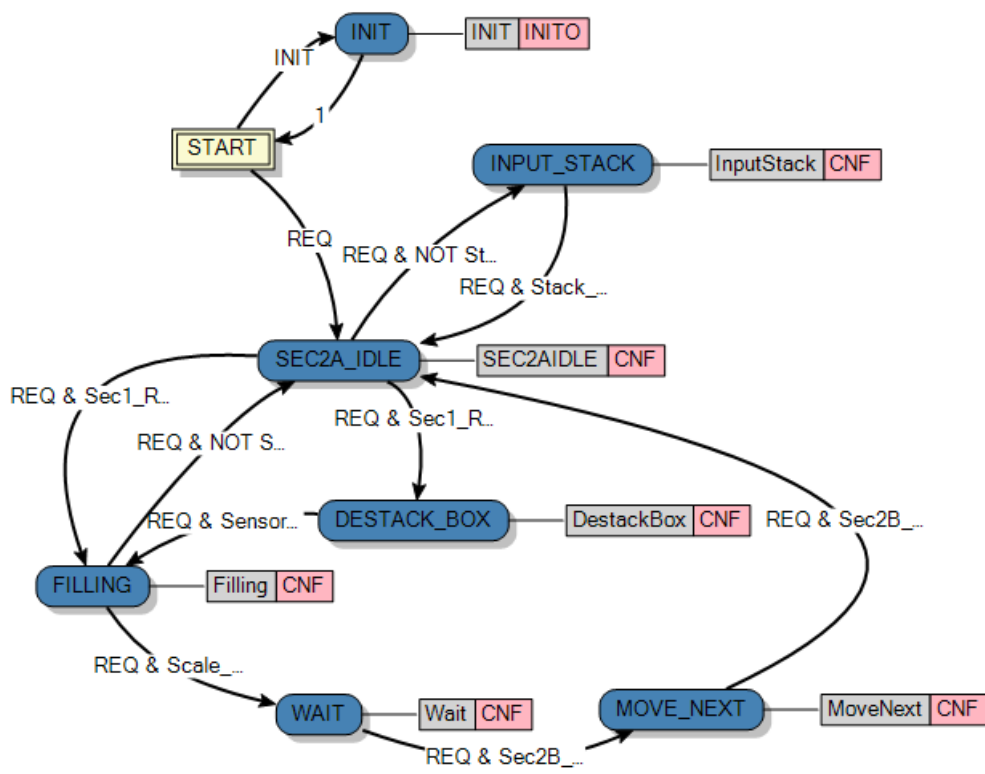 INIT
INIT INITO
INIT
1
START
INPUT_STACK
InputStack CNF
REQ
REQ & NOT St...
REQ & Stack_...
SEC2A_IDLE
SEC2AIDLE CNF
REQ & Sec1_R...
REQ & Sec1_R...
REQ & NOT S...
REQ & Sensor...
DESTACK_BOX
DestackBox CNF
REQ & Sec2B_...
FILLING
Filling CNF
REQ & Scale_...
WAIT
Wait CNF
MOVE_NEXT
MoveNext CNF
REQ & Sec2B_...